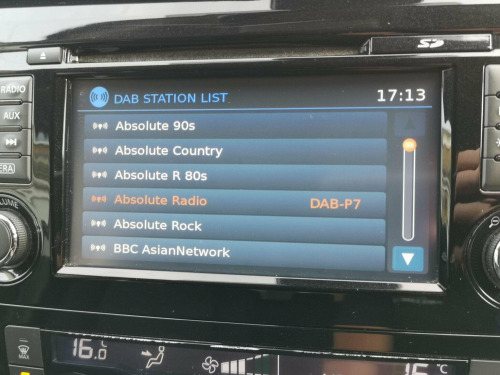 SD
RADIO
AUX
DAB STATION LIST 17:13
Absolute 90s
Absolute Country
Absolute R 80s
Absolute Radio DAB-P7
Absolute Rock
BBC AsianNetwork
MAX
16.0
16